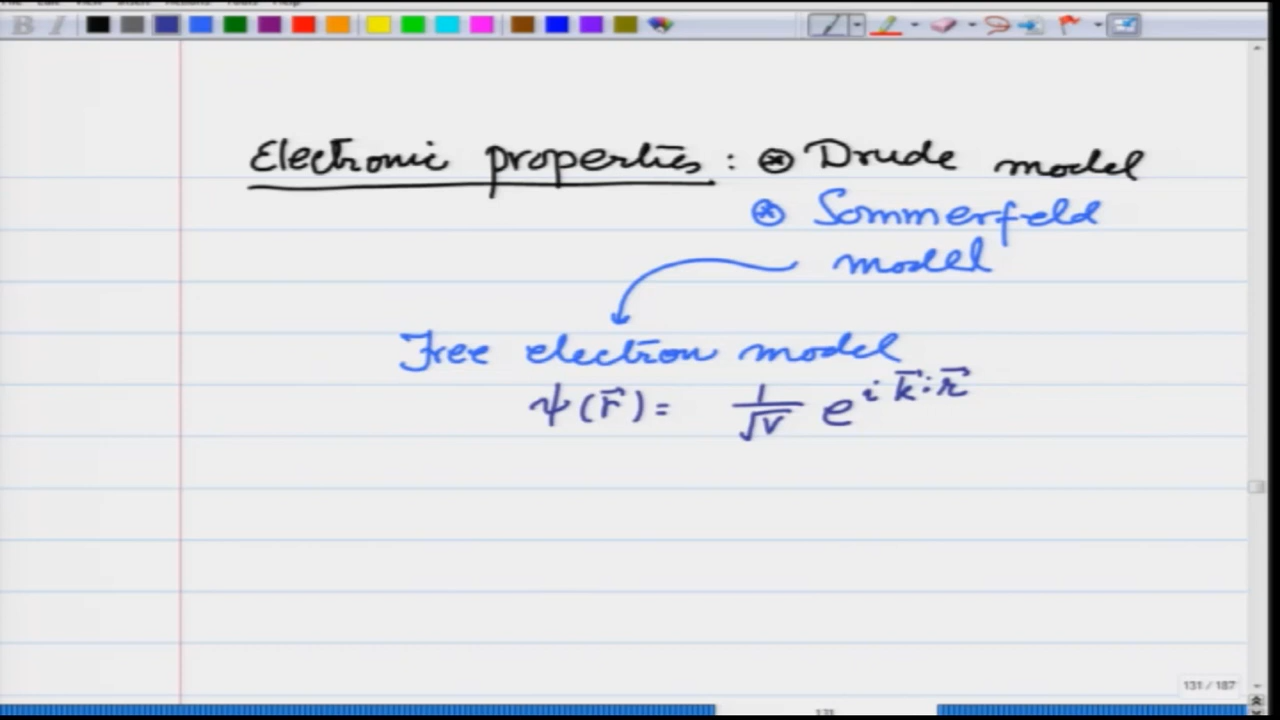 Electronic properties : ⊛ Drude model
⊛ Sommerfeld
model
Free electron model
ψ(r⃗) = 1/√V e^{i k⃗·r⃗}
131 / 187